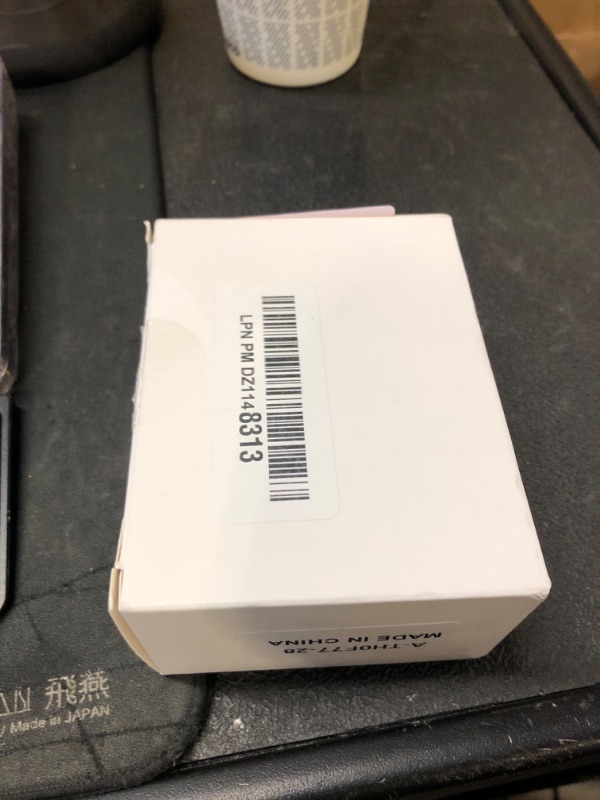 LPN PM DZ1148313
A-TH0F77-28
MADE IN CHINA
飛燕
Made in JAPAN